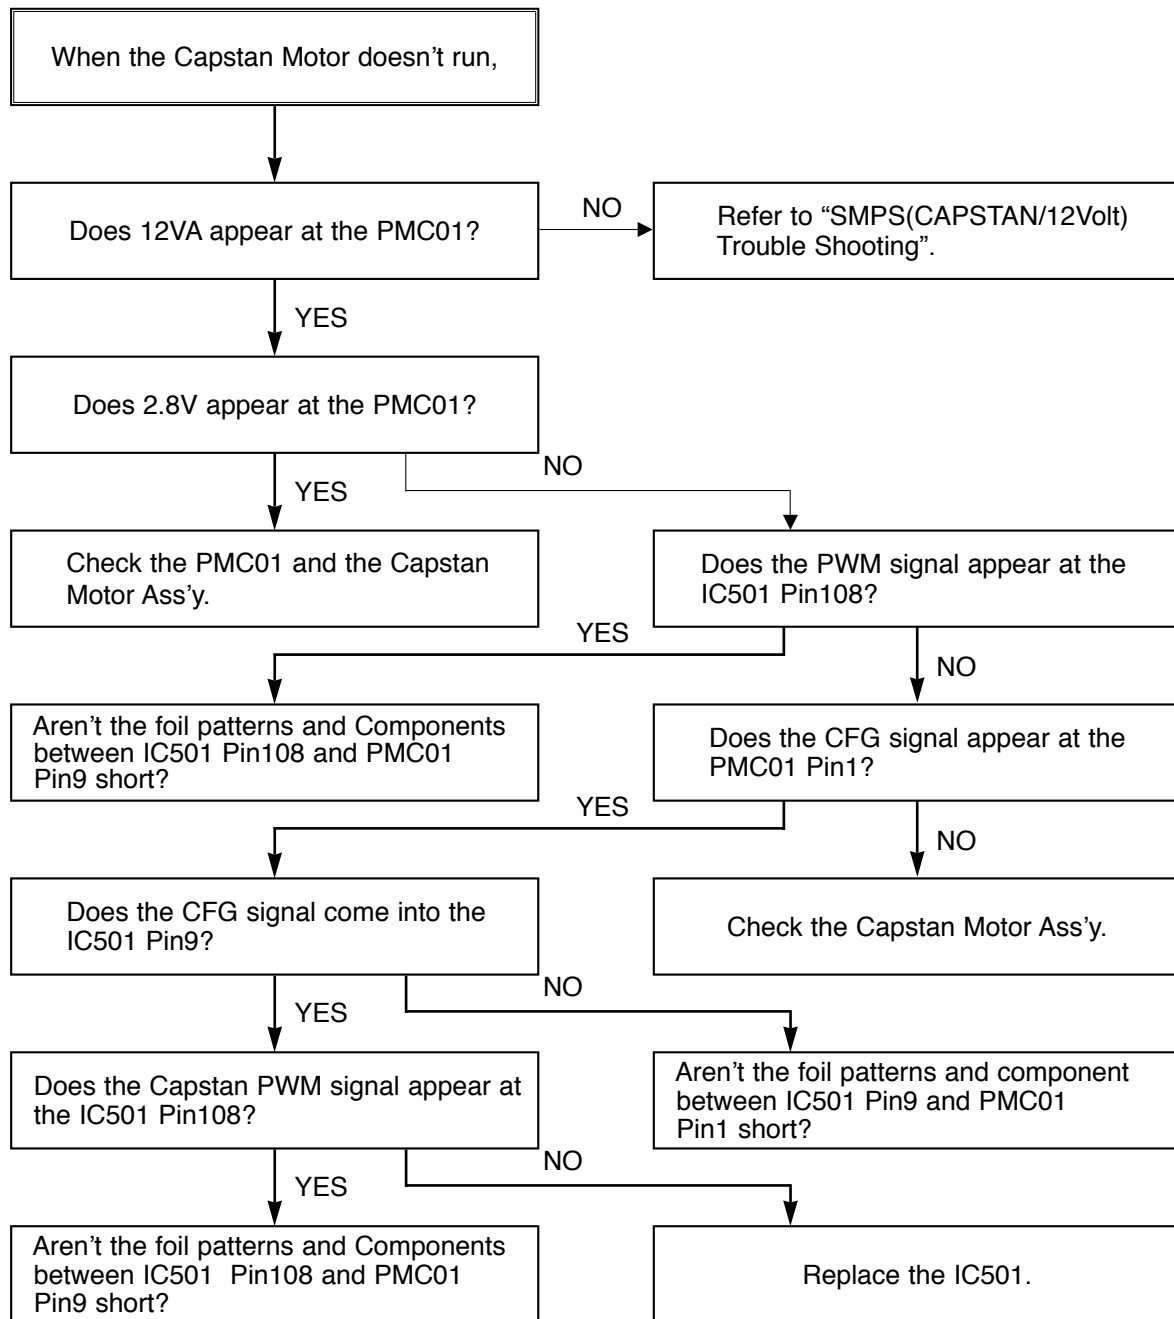 When the Capstan Motor doesn't run,
Does 12VA appear at the PMC01?
NO
Refer to “SMPS(CAPSTAN/12Volt)
Trouble Shooting”.
YES
Does 2.8V appear at the PMC01?
NO
YES
Check the PMC01 and the Capstan
Motor Ass'y.
Does the PWM signal appear at the
IC501 Pin108?
YES
NO
Aren't the foil patterns and Components
between IC501 Pin108 and PMC01
Pin9 short?
Does the CFG signal appear at the
PMC01 Pin1?
YES
NO
Does the CFG signal come into the
IC501 Pin9?
Check the Capstan Motor Ass'y.
NO
YES
Does the Capstan PWM signal appear at
the IC501 Pin108?
Aren't the foil patterns and component
between IC501 Pin9 and PMC01
Pin1 short?
NO
YES
Aren't the foil patterns and Components
between IC501 Pin108 and PMC01
Pin9 short?
Replace the IC501.